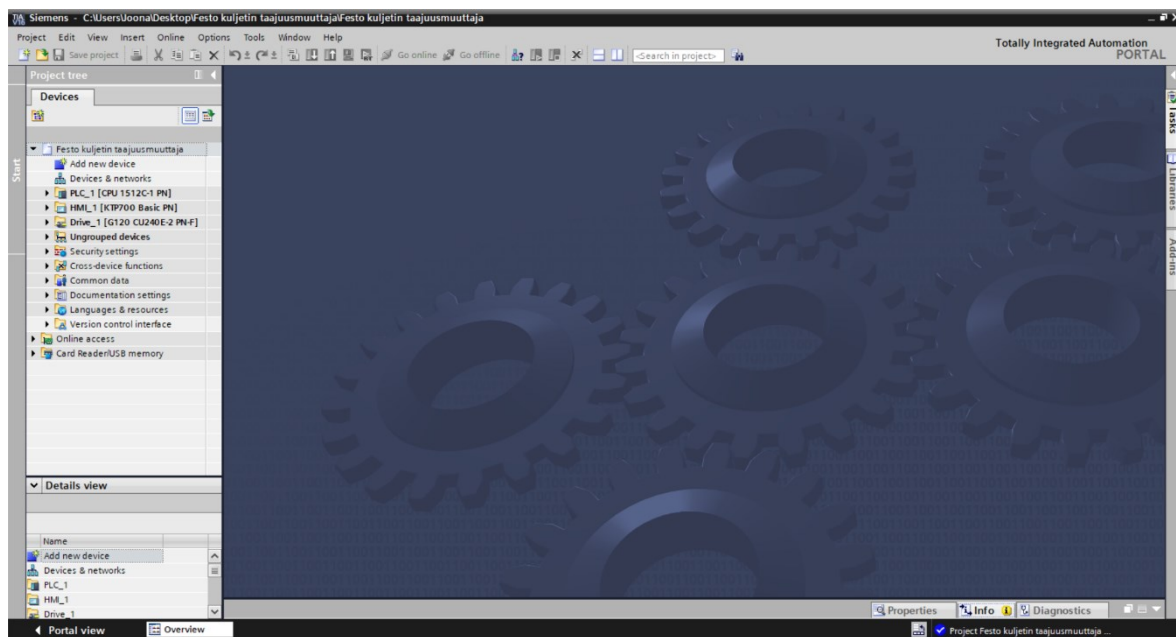 Siemens - C:\Users\Joona\Desktop\Festo kuljetin taajuusmuuttaja\Festo kuljetin taajuusmuuttaja
Project Edit View Insert Online Options Tools Window Help
Totally Integrated Automation
PORTAL
Save project
Go online
Go offline
<Search in project>
Project tree
Devices
Start
Festo kuljetin taajuusmuuttaja
Add new device
Devices & networks
PLC_1 [CPU 1512C-1 PN]
HMI_1 [KTP700 Basic PN]
Drive_1 [G120 CU240E-2 PN-F]
Ungrouped devices
Security settings
Cross-device functions
Common data
Documentation settings
Languages & resources
Version control interface
Online access
Card Reader/USB memory
Tasks
Libraries
Add-ins
Details view
Name
Add new device
Devices & networks
PLC_1
HMI_1
Drive_1
Properties
Info
Diagnostics
Portal view
Overview
Project Festo kuljetin taajuusmuuttaja ...